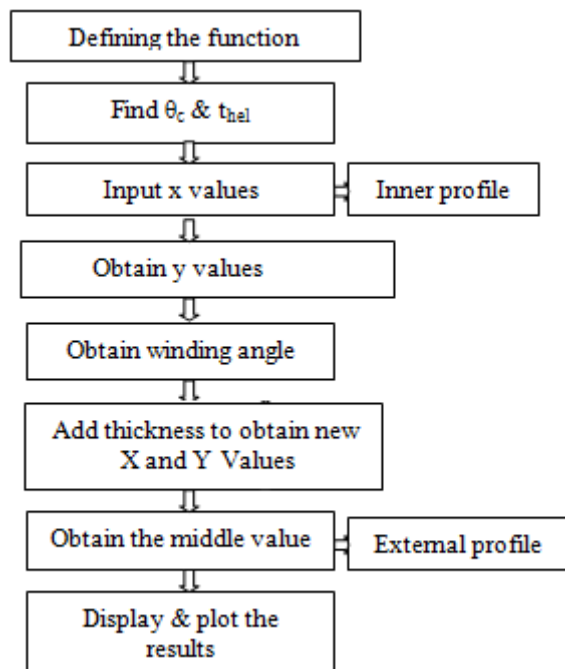 Defining the function
Find θc & thel
Input x values
Inner profile
Obtain y values
Obtain winding angle
Add thickness to obtain new
X and Y Values
Obtain the middle value
External profile
Display & plot the
results